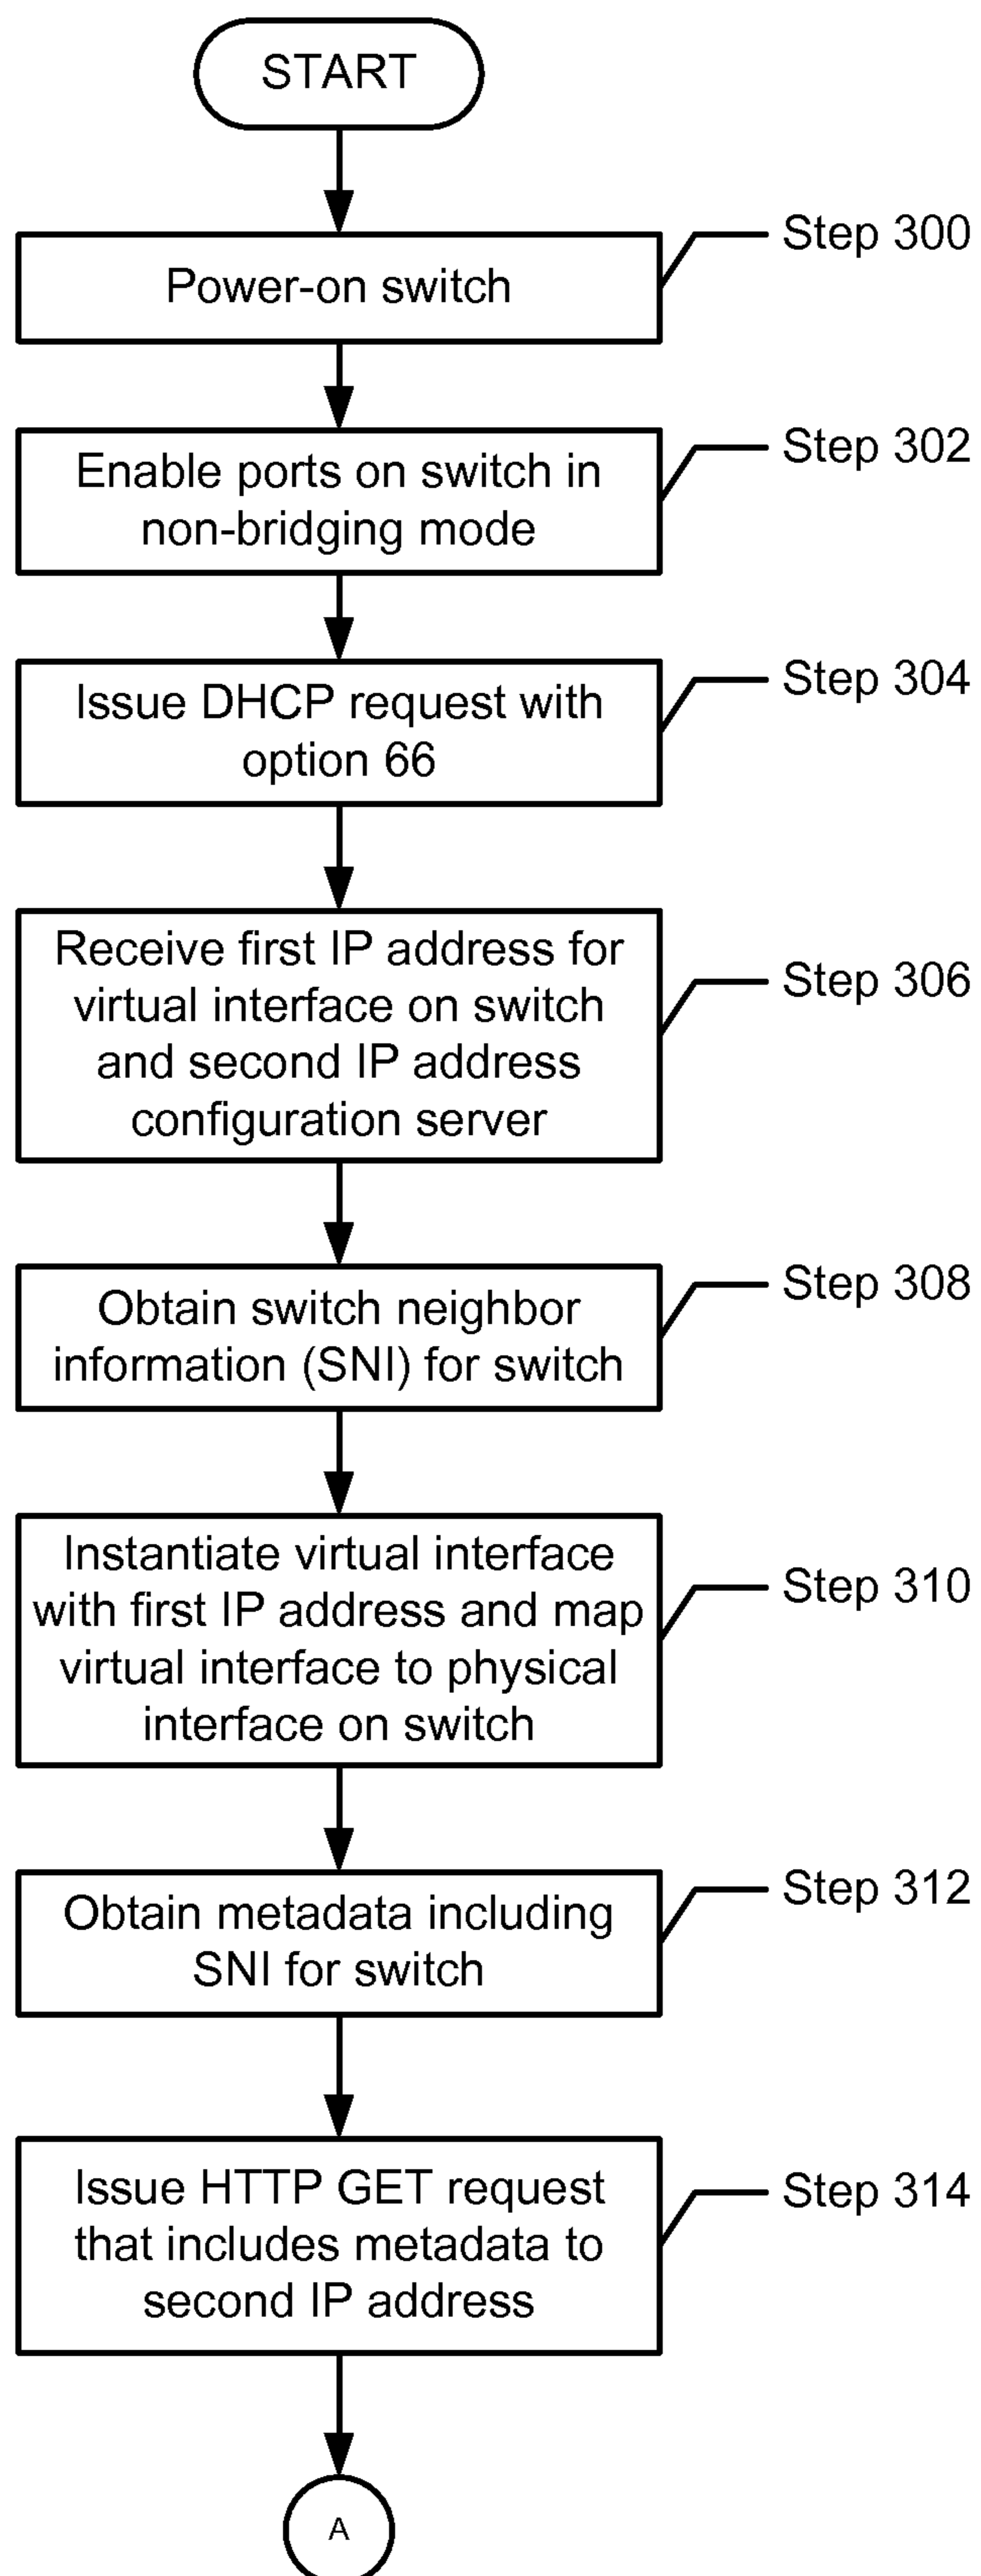 START
Power-on switch
Step 300
Enable ports on switch in
non-bridging mode
Step 302
Issue DHCP request with
option 66
Step 304
Receive first IP address for
virtual interface on switch
and second IP address
configuration server
Step 306
Obtain switch neighbor
information (SNI) for switch
Step 308
Instantiate virtual interface
with first IP address and map
virtual interface to physical
interface on switch
Step 310
Obtain metadata including
SNI for switch
Step 312
Issue HTTP GET request
that includes metadata to
second IP address
Step 314
A